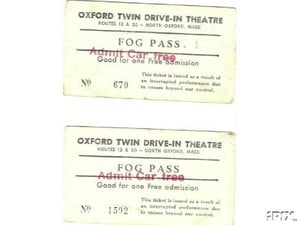 OXFORD TWIN DRIVE-IN THEATRE
ROUTES 12 & 20 - NORTH OXFORD, MASS.
FOG PASS
Admit Car free
Good for one Free admission
No 670
This ticket is issued as a result of
an interrupted performance due
to causes beyond our control.
OXFORD TWIN DRIVE-IN THEATRE
ROUTES 12 & 20 - NORTH OXFORD, MASS.
FOG PASS
Admit Car free
Good for one Free admission
No 1592
This ticket is issued as a result of
an interrupted performance due
to causes beyond our control.